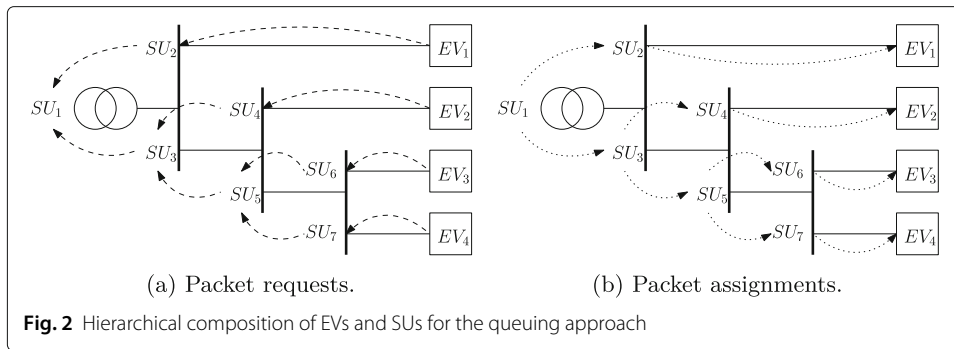 SU₂ EV₁ SU₂ EV₁
SU₁ SU₄ EV₂ SU₁ SU₄ EV₂
SU₃ SU₆ EV₃ SU₃ SU₆ EV₃
SU₅ SU₅
SU₇ EV₄ SU₇ EV₄
(a) Packet requests. (b) Packet assignments.
Fig. 2 Hierarchical composition of EVs and SUs for the queuing approach